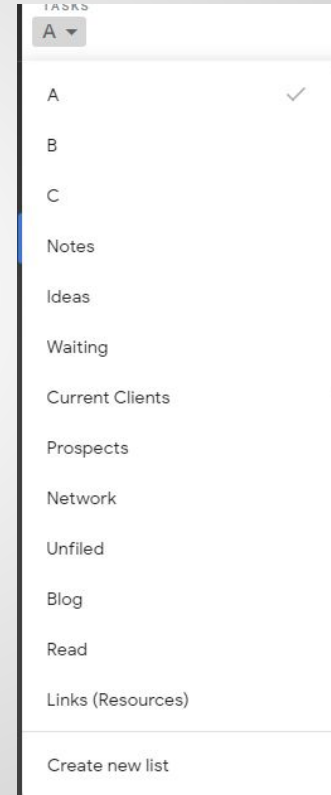 TASKS
A
A
B
C
Notes
Ideas
Waiting
Current Clients
Prospects
Network
Unfiled
Blog
Read
Links (Resources)
Create new list